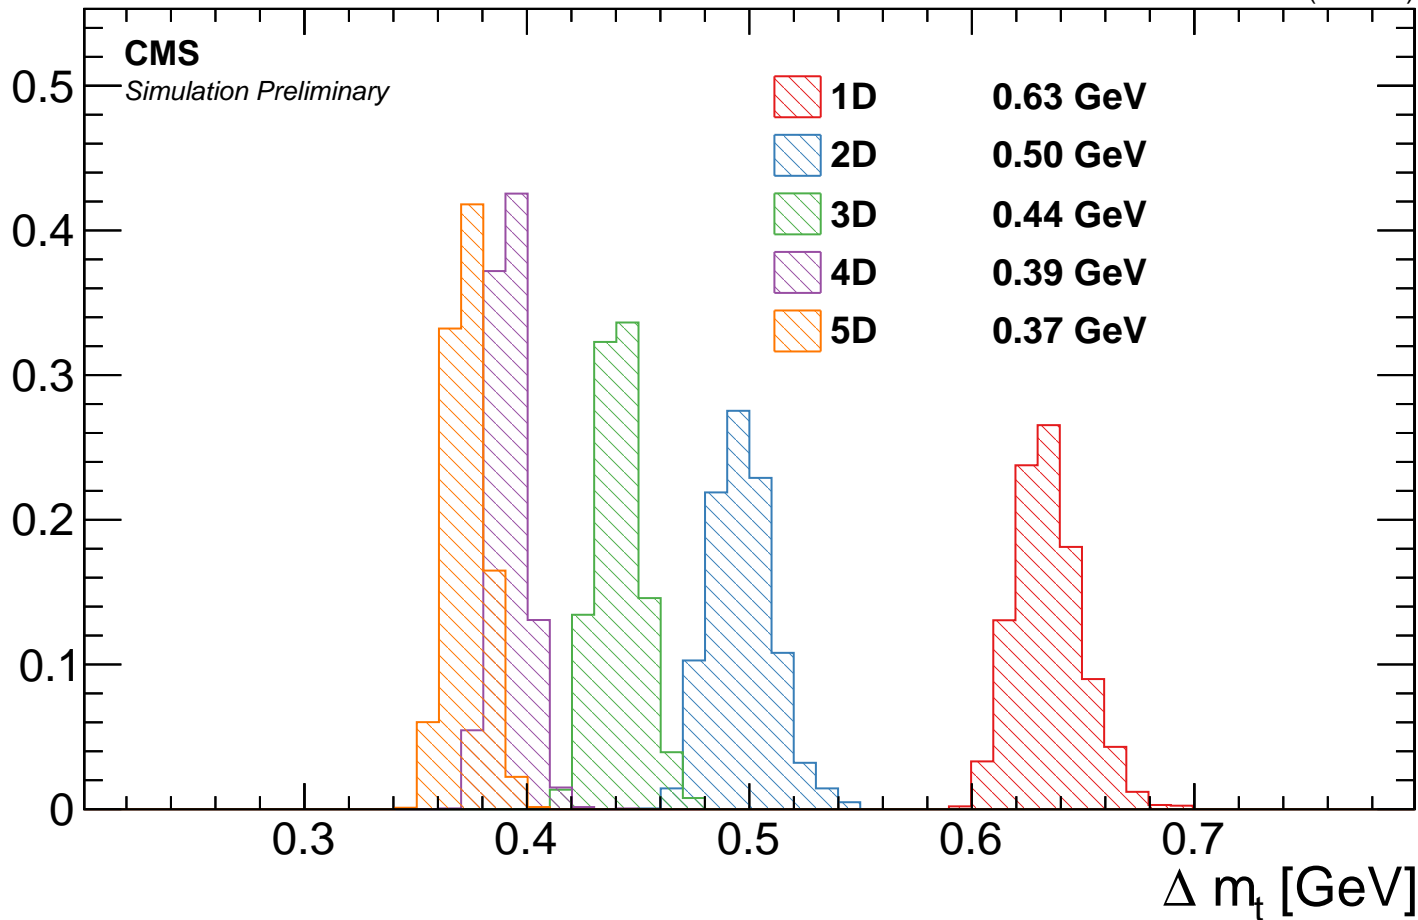 CMS
Simulation Preliminary
1D 0.63 GeV
2D 0.50 GeV
3D 0.44 GeV
4D 0.39 GeV
5D 0.37 GeV
0.5
0.4
0.3
0.2
0.1
0
0.3 0.4 0.5 0.6 0.7
Δ mt [GeV]